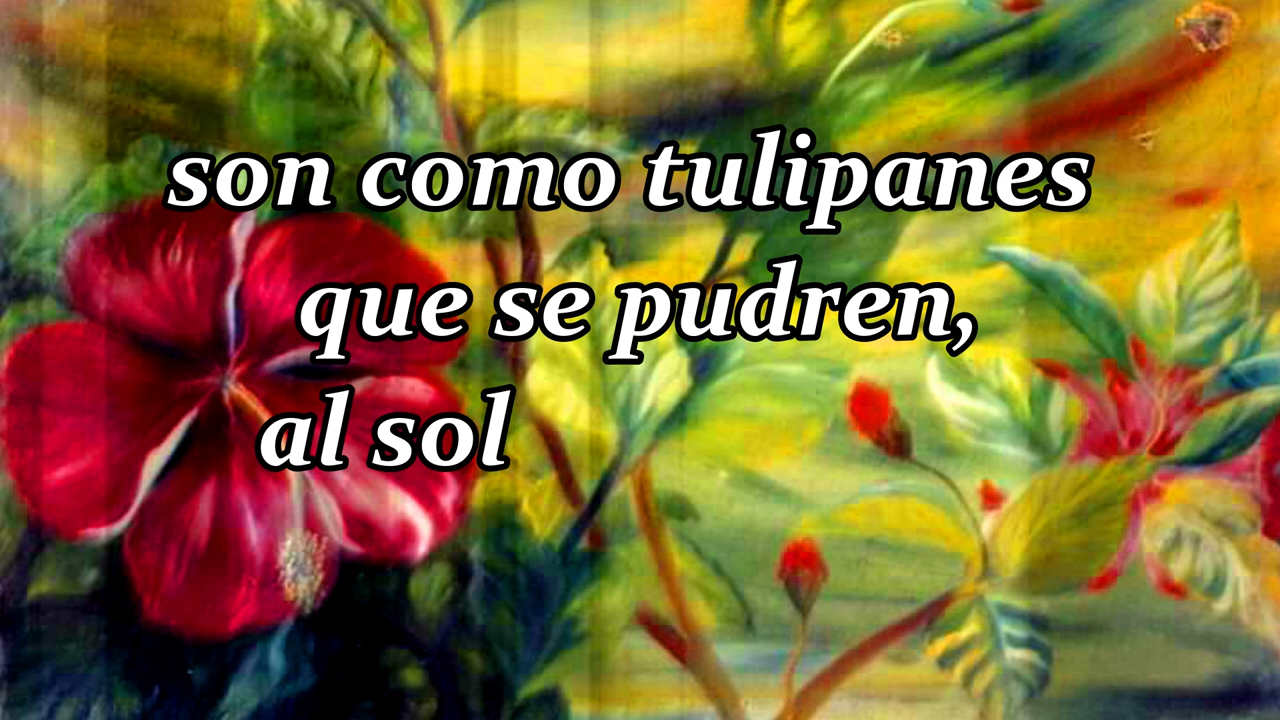 son como tulipanes
que se pudren,
al sol